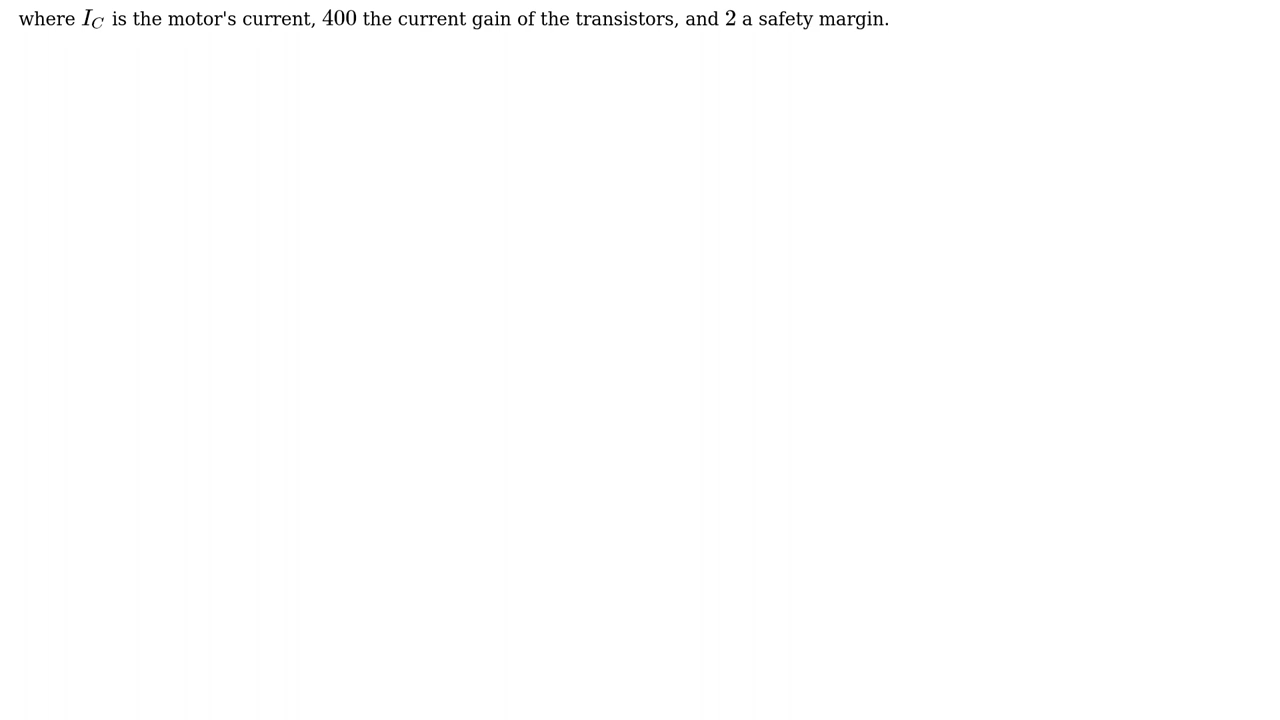 where I_C is the motor's current, 400 the current gain of the transistors, and 2 a safety margin.